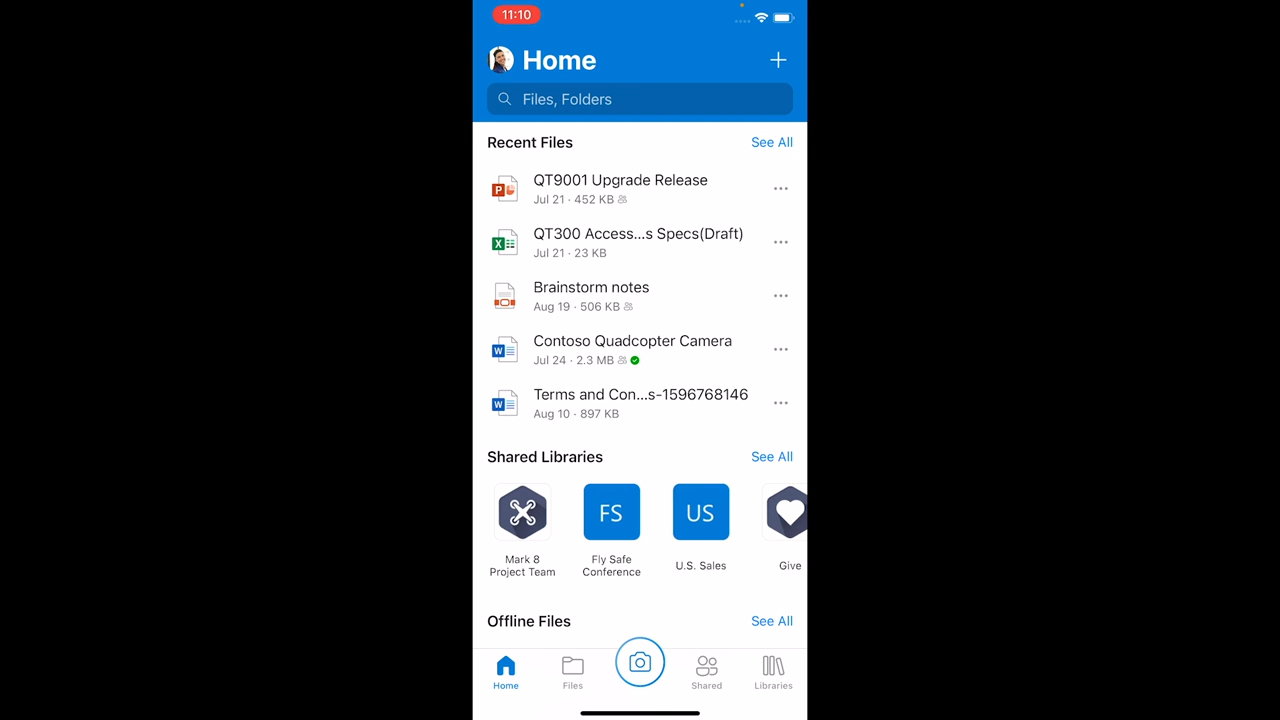 11:10
Home
Files, Folders
Recent Files
See All
P
QT9001 Upgrade Release
Jul 21 · 452 KB
X
QT300 Access...s Specs(Draft)
Jul 21 · 23 KB
Brainstorm notes
Aug 19 · 506 KB
W
Contoso Quadcopter Camera
Jul 24 · 2.3 MB
W
Terms and Con...s-1596768146
Aug 10 · 897 KB
Shared Libraries
See All
FS
US
Mark 8
Project Team
Fly Safe
Conference
U.S. Sales
Give
Offline Files
See All
Home
Files
Shared
Libraries